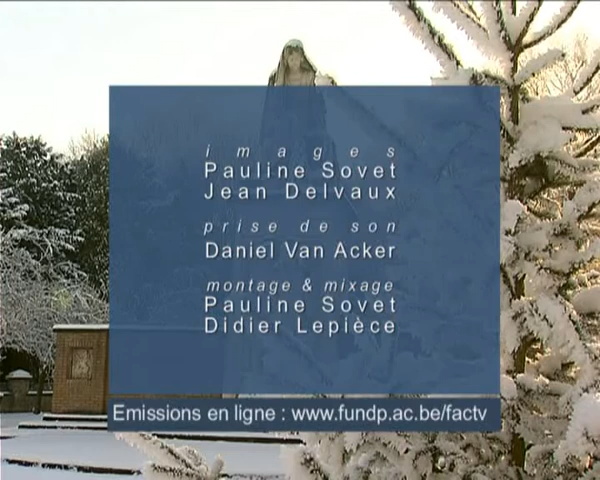 images
Pauline Sovet
Jean Delvaux
prise de son
Daniel Van Acker
montage & mixage
Pauline Sovet
Didier Lepièce
Emissions en ligne : www.fundp.ac.be/factv